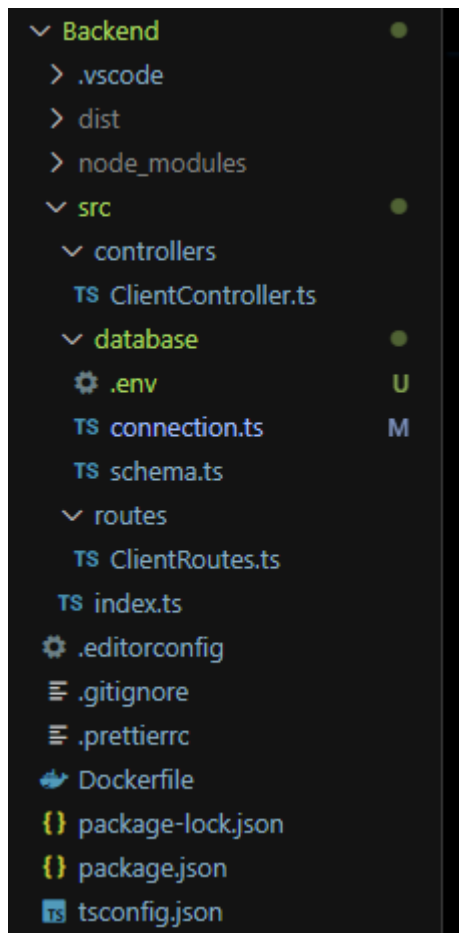 Backend
.vscode
dist
node_modules
src
controllers
TS ClientController.ts
database
.env U
TS connection.ts M
TS schema.ts
routes
TS ClientRoutes.ts
TS index.ts
.editorconfig
.gitignore
.prettierrc
Dockerfile
{} package-lock.json
{} package.json
TS tsconfig.json